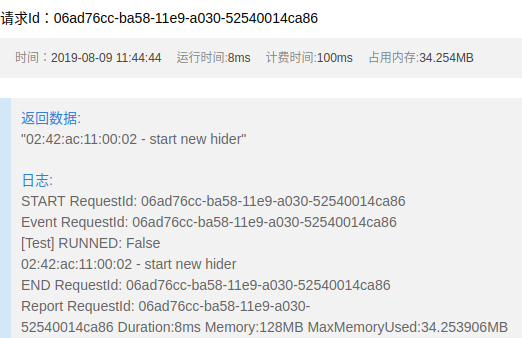 请求Id：06ad76cc-ba58-11e9-a030-52540014ca86
时间：2019-08-09 11:44:44 运行时间:8ms 计费时间:100ms 占用内存:34.254MB
返回数据:
"02:42:ac:11:00:02 - start new hider"
日志:
START RequestId: 06ad76cc-ba58-11e9-a030-52540014ca86
Event RequestId: 06ad76cc-ba58-11e9-a030-52540014ca86
[Test] RUNNED: False
02:42:ac:11:00:02 - start new hider
END RequestId: 06ad76cc-ba58-11e9-a030-52540014ca86
Report RequestId: 06ad76cc-ba58-11e9-a030-
52540014ca86 Duration:8ms Memory:128MB MaxMemoryUsed:34.253906MB